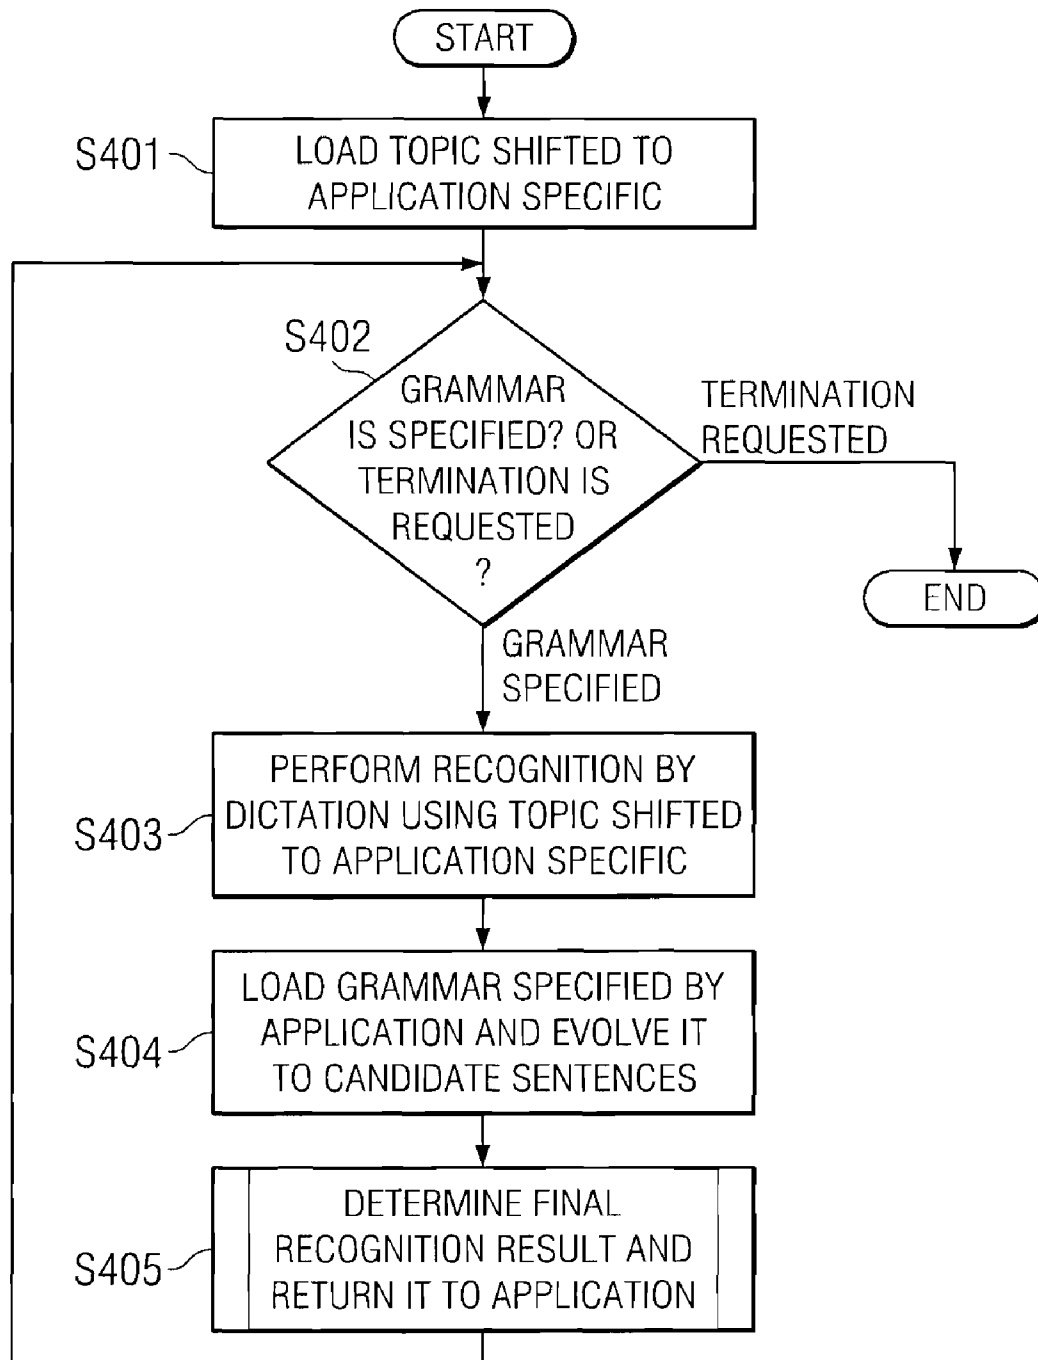 START
S401
LOAD TOPIC SHIFTED TO
APPLICATION SPECIFIC
S402
GRAMMAR
IS SPECIFIED? OR
TERMINATION IS
REQUESTED
?
TERMINATION
REQUESTED
END
GRAMMAR
SPECIFIED
S403
PERFORM RECOGNITION BY
DICTATION USING TOPIC SHIFTED
TO APPLICATION SPECIFIC
S404
LOAD GRAMMAR SPECIFIED BY
APPLICATION AND EVOLVE IT
TO CANDIDATE SENTENCES
S405
DETERMINE FINAL
RECOGNITION RESULT AND
RETURN IT TO APPLICATION